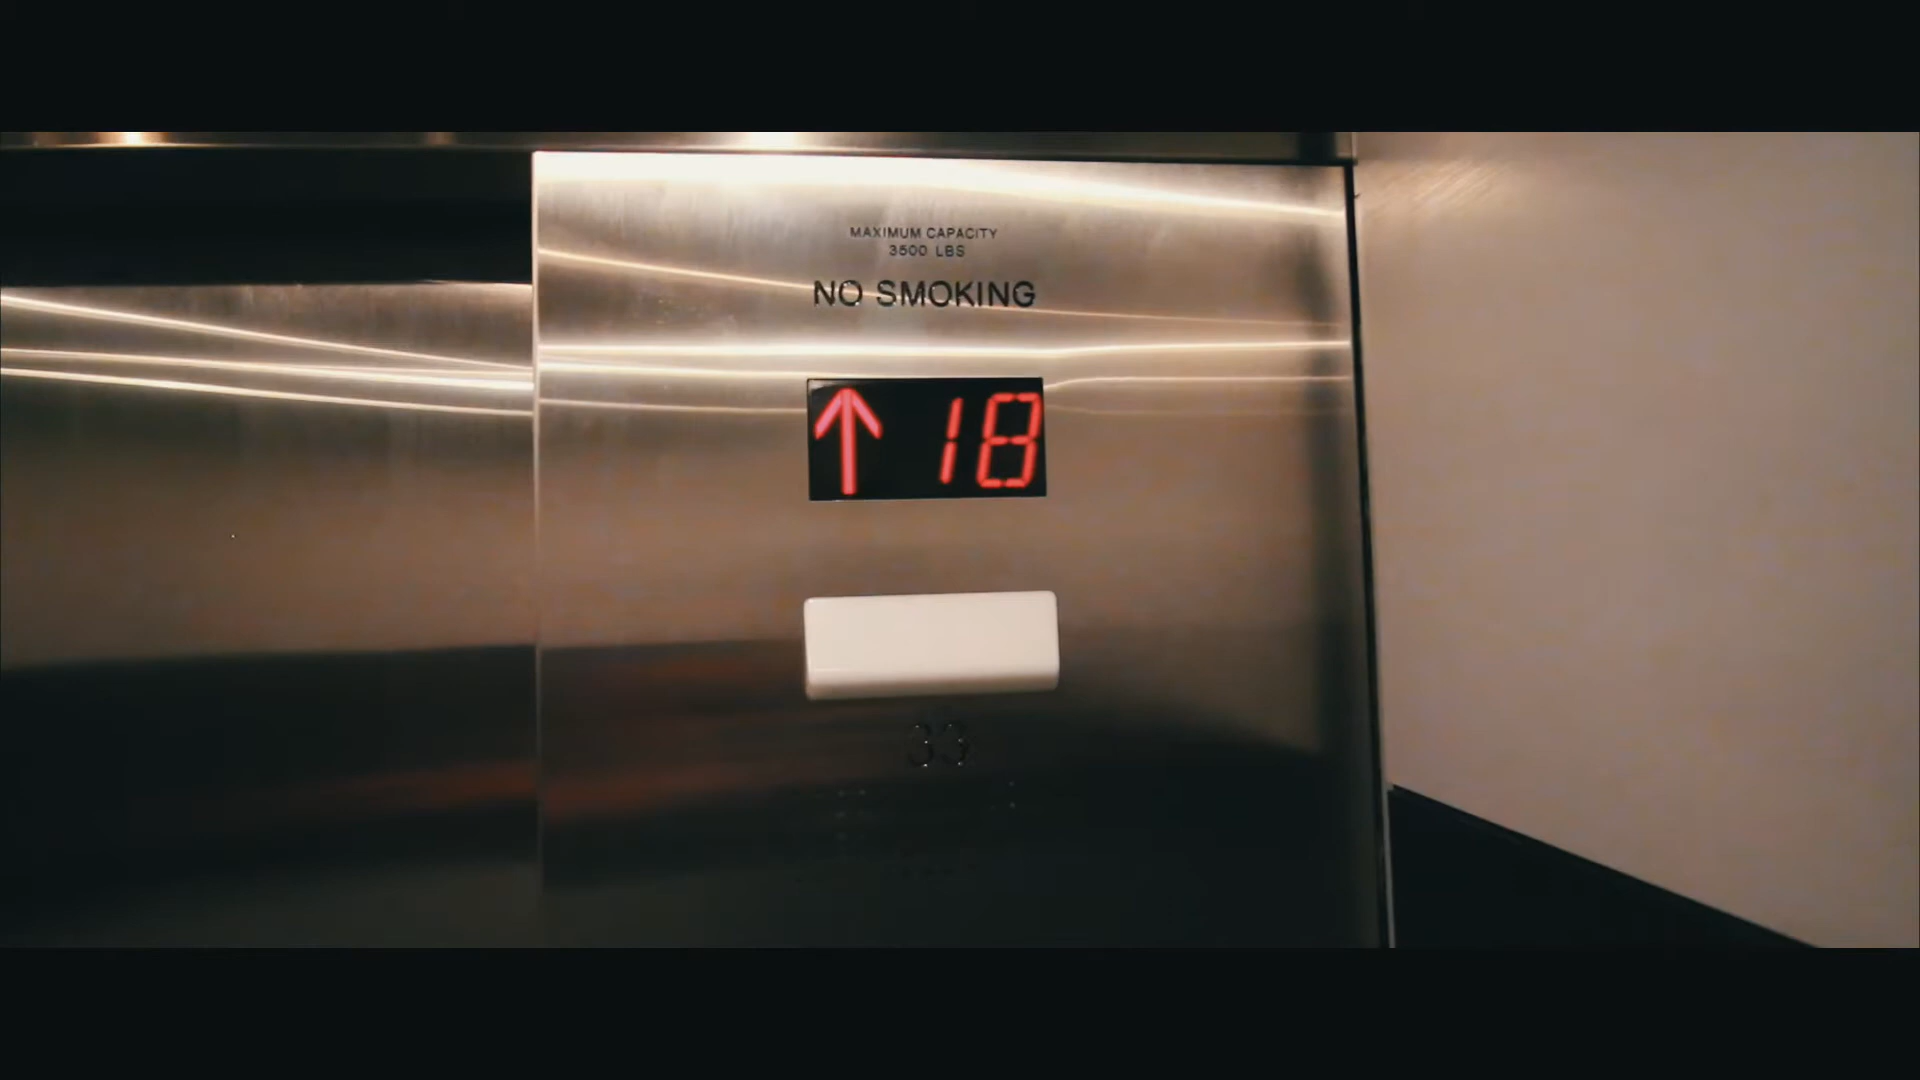 MAXIMUM CAPACITY
3500 LBS
NO SMOKING
↑ 18
33